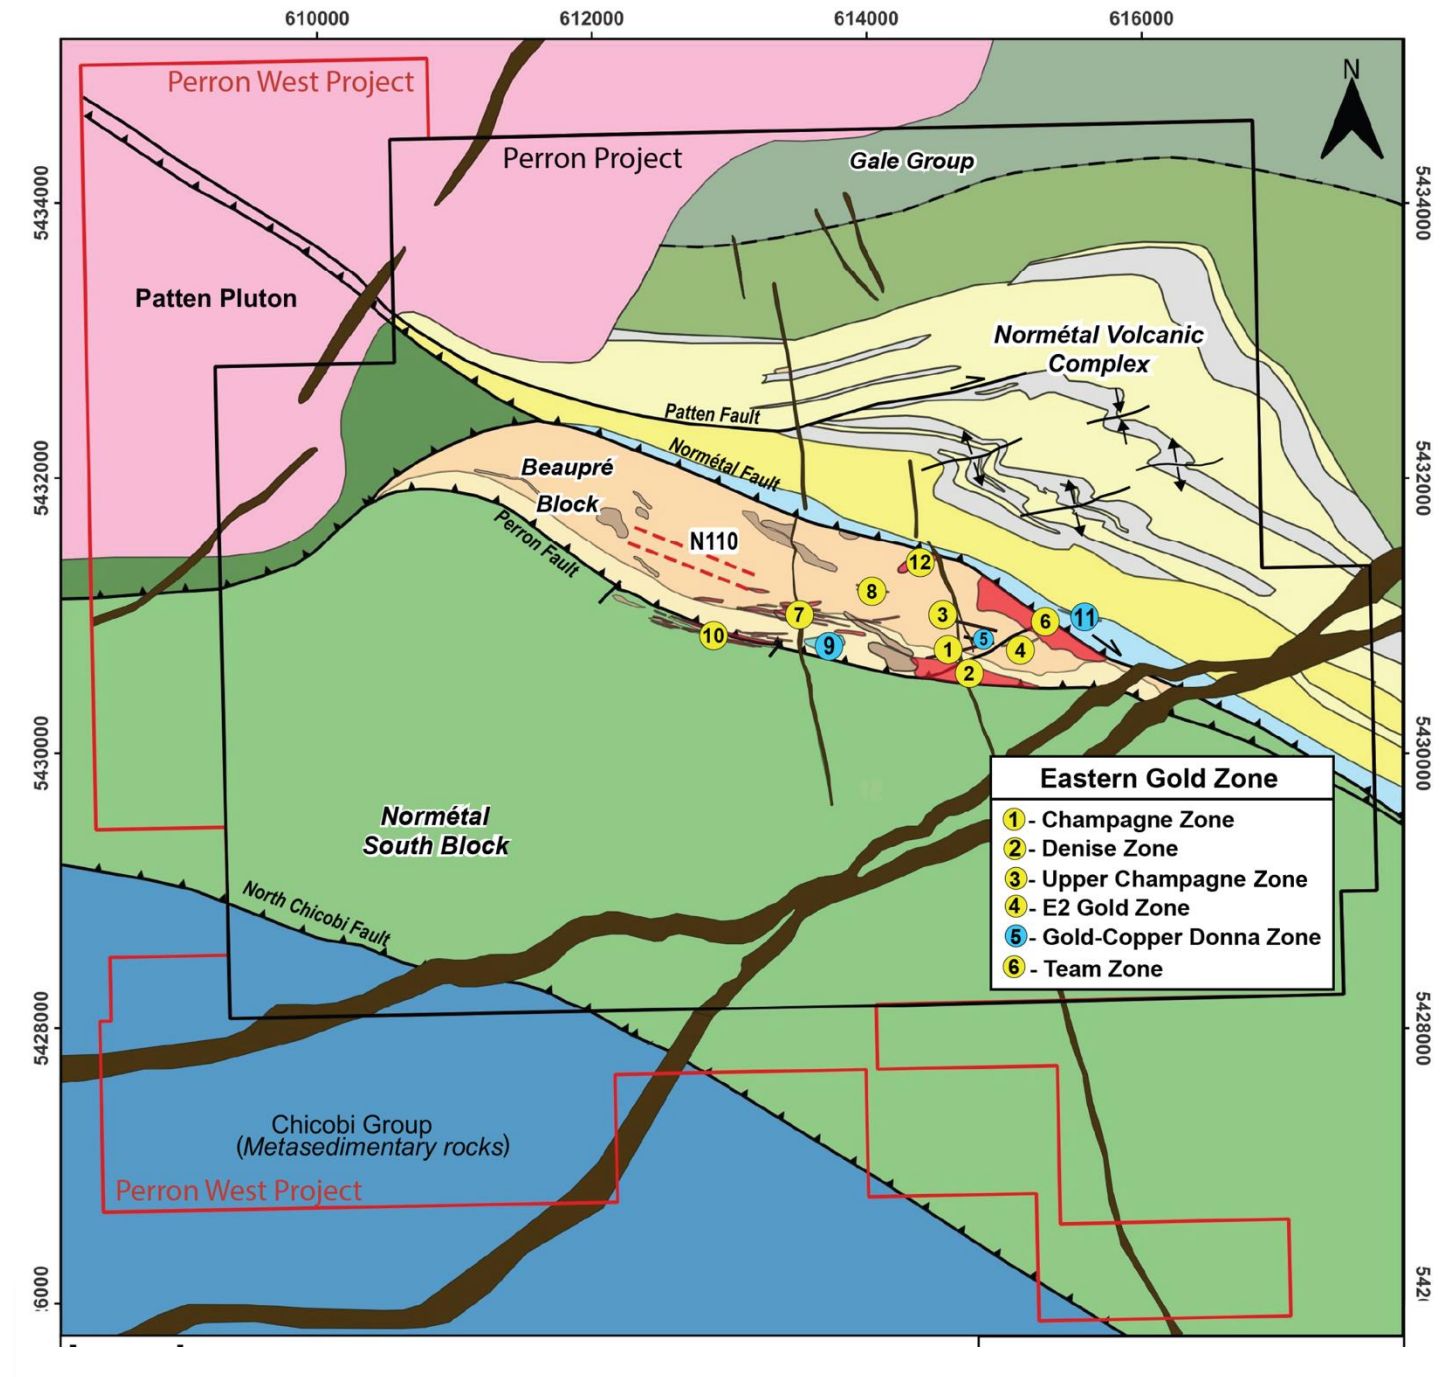 610000
612000
614000
616000
N
Perron West Project
Perron Project
Gale Group
5434000
5434000
Patten Pluton
Normétal Volcanic
Complex
Patten Fault
Normétal Fault
Beaupré
Block
5432000
5432000
Perron Fault
N110
12
8
3
7
6
11
10
9
1
5
4
2
5430000
5430000
Eastern Gold Zone
1 - Champagne Zone
2 - Denise Zone
3 - Upper Champagne Zone
4 - E2 Gold Zone
5 - Gold-Copper Donna Zone
6 - Team Zone
Normétal
South Block
North Chicobi Fault
5428000
5428000
Chicobi Group
(Metasedimentary rocks)
Perron West Project